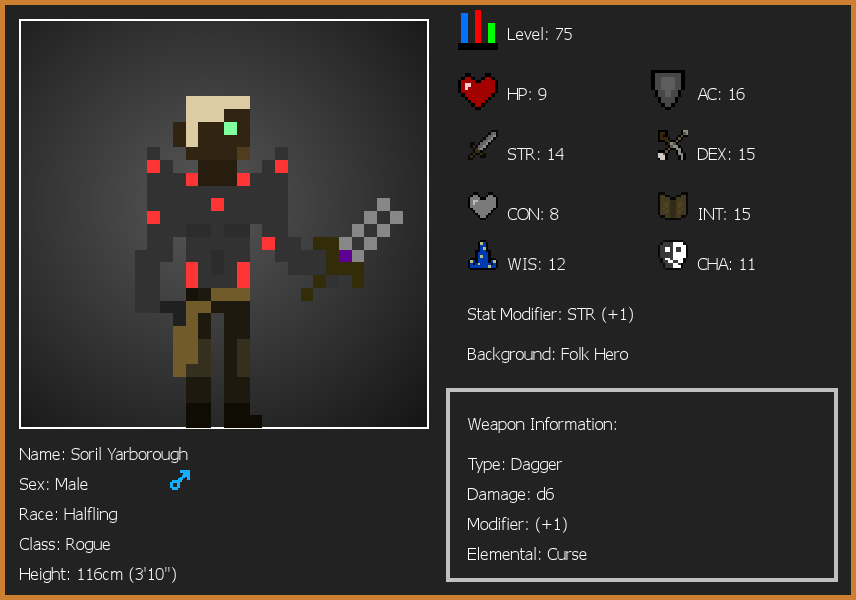 Level: 75
HP: 9
AC: 16
STR: 14
DEX: 15
CON: 8
INT: 15
WIS: 12
CHA: 11
Stat Modifier: STR (+1)
Background: Folk Hero
Weapon Information:
Type: Dagger
Damage: d6
Modifier: (+1)
Elemental: Curse
Name: Soril Yarborough
Sex: Male
Race: Halfling
Class: Rogue
Height: 116cm (3'10")